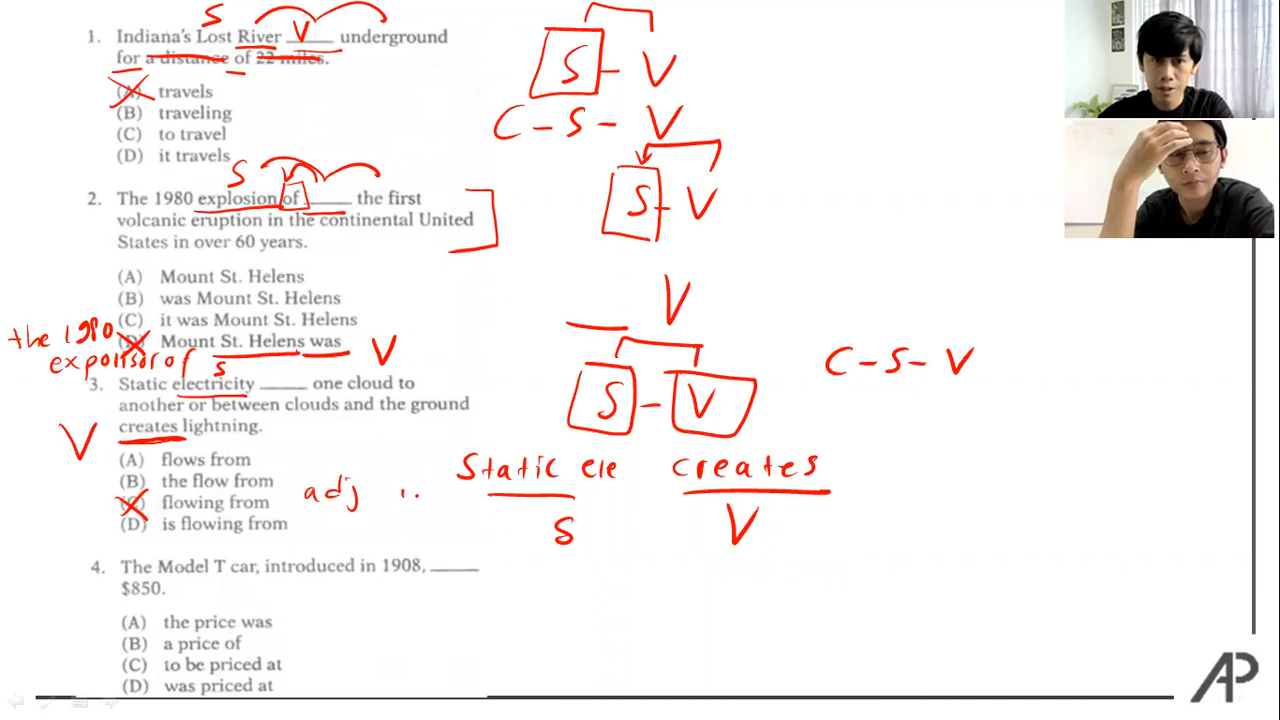 S
V
1. Indiana's Lost River _____ underground
for a distance of 22 miles.
(A) travels
(B) traveling
(C) to travel
(D) it travels
S
V
2. The 1980 explosion of _____ the first
volcanic eruption in the continental United
States in over 60 years.
(A) Mount St. Helens
(B) was Mount St. Helens
(C) it was Mount St. Helens
(D) Mount St. Helens was
the 1980
S
V
3. Static electricity _____ one cloud to
another or between clouds and the ground
creates lightning.
V
(A) flows from
(B) the flow from
(C) flowing from
(D) is flowing from
adj
4. The Model T car, introduced in 1908, _____
$850.
(A) the price was
(B) a price of
(C) to be priced at
(D) was priced at
S - V
C - S - V
S - V
V
S - V
C - S - V
Static ele creates
S V
AP